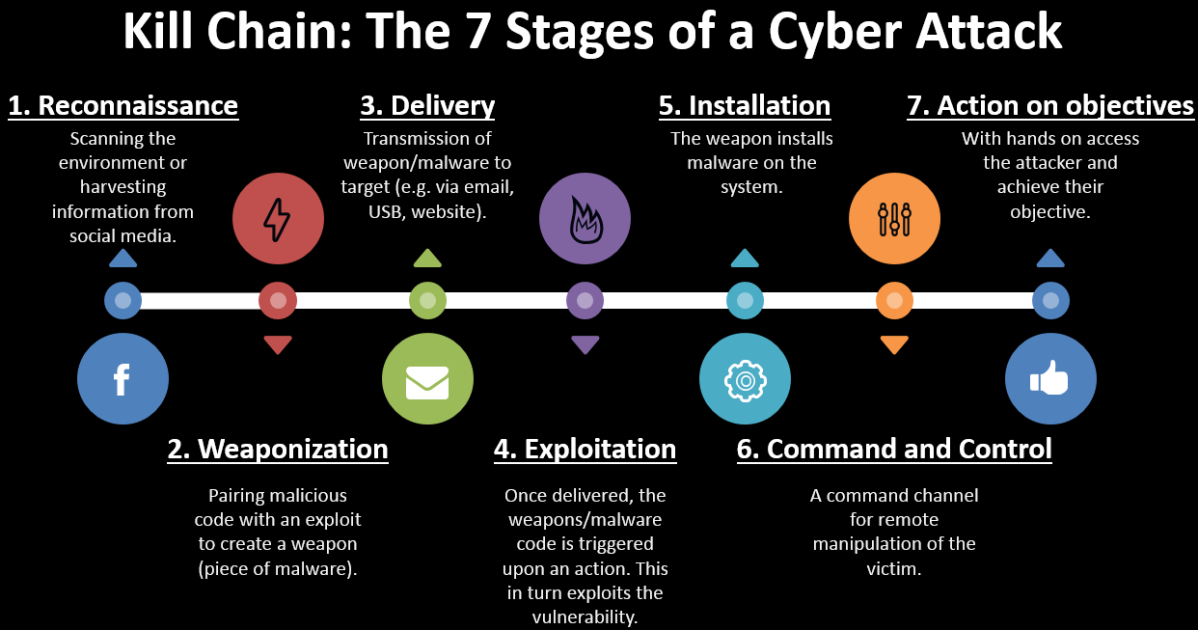 Kill Chain: The 7 Stages of a Cyber Attack
1. Reconnaissance
Scanning the
environment or
harvesting
information from
social media.
2. Weaponization
Pairing malicious
code with an exploit
to create a weapon
(piece of malware).
3. Delivery
Transmission of
weapon/malware to
target (e.g. via email,
USB, website).
4. Exploitation
Once delivered, the
weapons/malware
code is triggered
upon an action. This
in turn exploits the
vulnerability.
5. Installation
The weapon installs
malware on the
system.
6. Command and Control
A command channel
for remote
manipulation of the
victim.
7. Action on objectives
With hands on access
the attacker and
achieve their
objective.
f